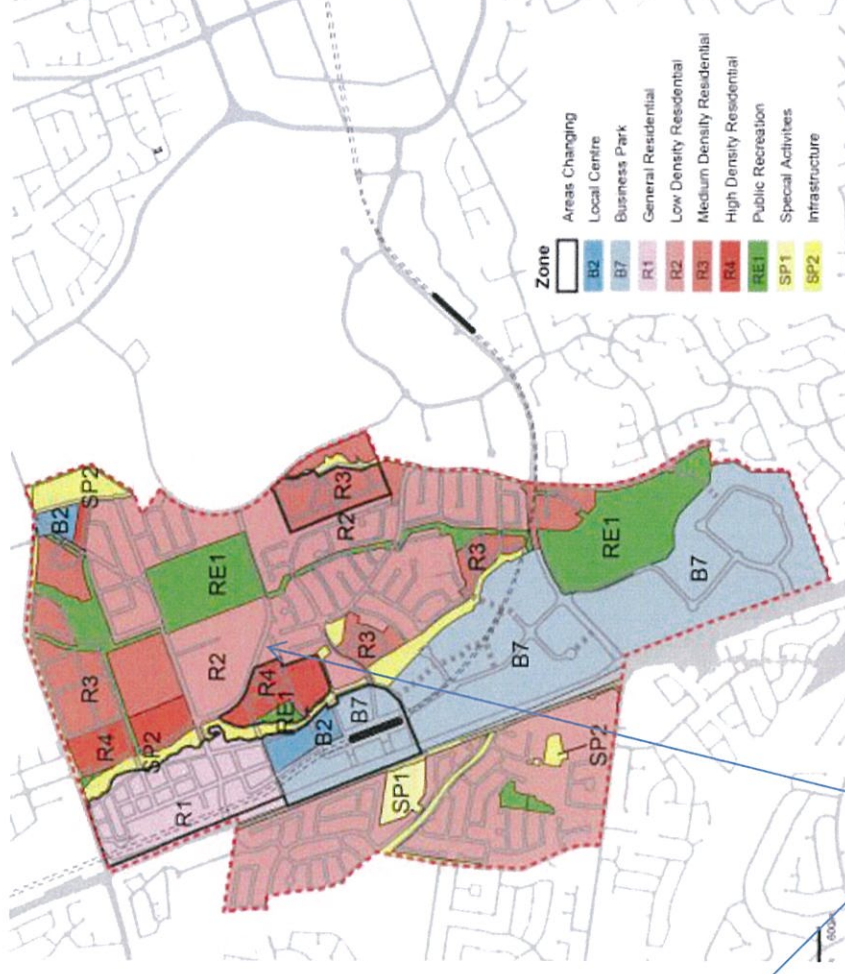 Zone
Areas Changing
B2 Local Centre
B7 Business Park
R1 General Residential
R2 Low Density Residential
R3 Medium Density Residential
R4 High Density Residential
RE1 Public Recreation
SP1 Special Activities
SP2 Infrastructure
SP2
B2
R3
R2
RE1
R3
R4
R2
SP2
R4
RE1
R3
R3
B7
B2
R1
SP1
B7
RE1
B7
SP2